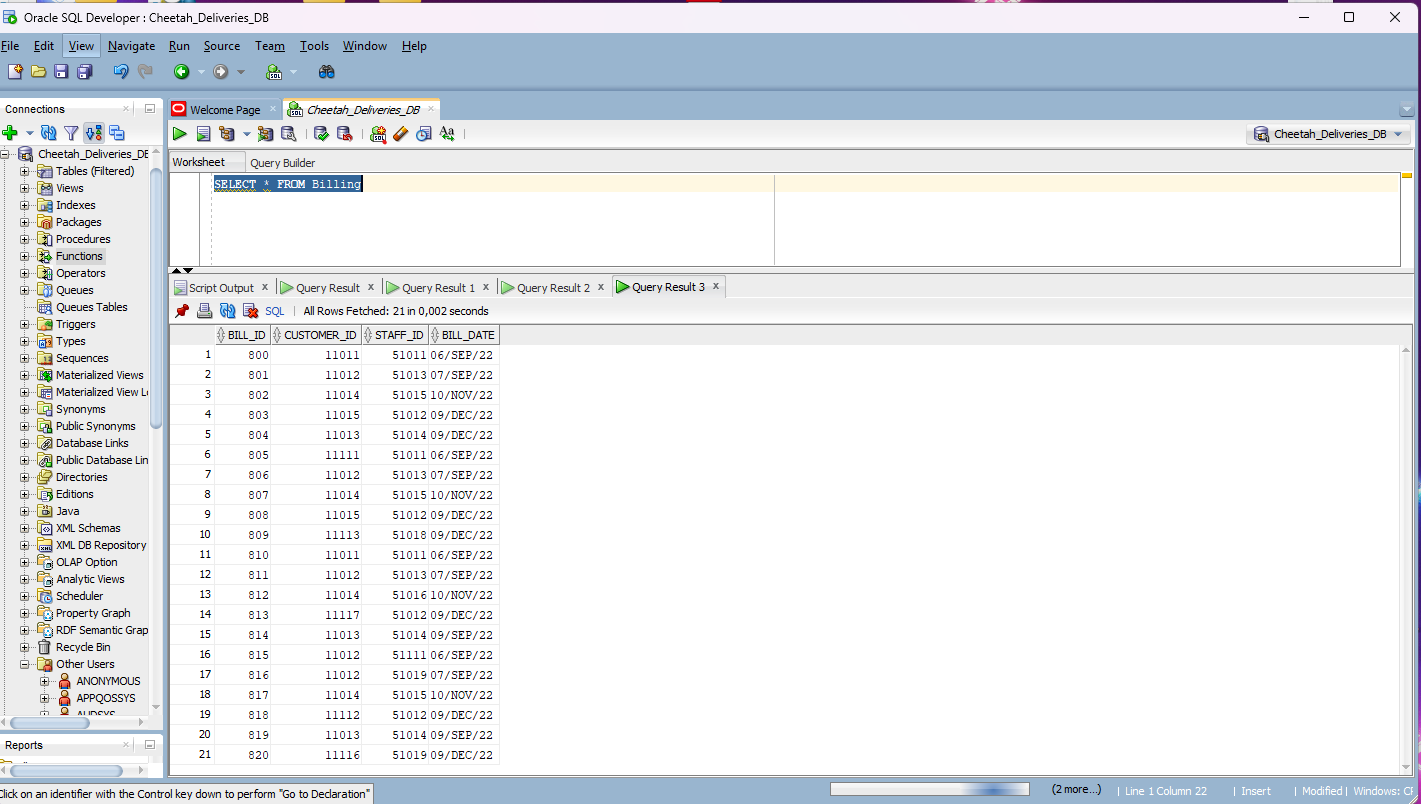 Oracle SQL Developer : Cheetah_Deliveries_DB
File Edit View Navigate Run Source Team Tools Window Help
Connections
Welcome Page
Cheetah_Deliveries_DB
Cheetah_Deliveries_DB
Worksheet Query Builder
SELECT * FROM Billing
Cheetah_Deliveries_DB
Tables (Filtered)
Views
Indexes
Packages
Procedures
Functions
Operators
Queues
Queues Tables
Triggers
Types
Sequences
Materialized Views
Materialized View Lo
Synonyms
Public Synonyms
Database Links
Public Database Lin
Directories
Editions
Java
XML Schemas
XML DB Repository
OLAP Option
Analytic Views
Scheduler
Property Graph
RDF Semantic Grap
Recycle Bin
Other Users
ANONYMOUS
APPQOSSYS
AUDSYS
Reports
Script Output Query Result Query Result 1 Query Result 2 Query Result 3
SQL All Rows Fetched: 21 in 0,002 seconds
BILL_ID CUSTOMER_ID STAFF_ID BILL_DATE
1 800 11011 51011 06/SEP/22
2 801 11012 51013 07/SEP/22
3 802 11014 51015 10/NOV/22
4 803 11015 51012 09/DEC/22
5 804 11013 51014 09/DEC/22
6 805 11111 51011 06/SEP/22
7 806 11012 51013 07/SEP/22
8 807 11014 51015 10/NOV/22
9 808 11015 51012 09/DEC/22
10 809 11113 51018 09/DEC/22
11 810 11011 51011 06/SEP/22
12 811 11012 51013 07/SEP/22
13 812 11014 51016 10/NOV/22
14 813 11117 51012 09/DEC/22
15 814 11013 51014 09/SEP/22
16 815 11012 51111 06/SEP/22
17 816 11012 51019 07/SEP/22
18 817 11014 51015 10/NOV/22
19 818 11112 51012 09/DEC/22
20 819 11013 51014 09/SEP/22
21 820 11116 51019 09/DEC/22
Click on an identifier with the Control key down to perform "Go to Declaration"
(2 more...) Line 1 Column 22 Insert Modified Windows: CF